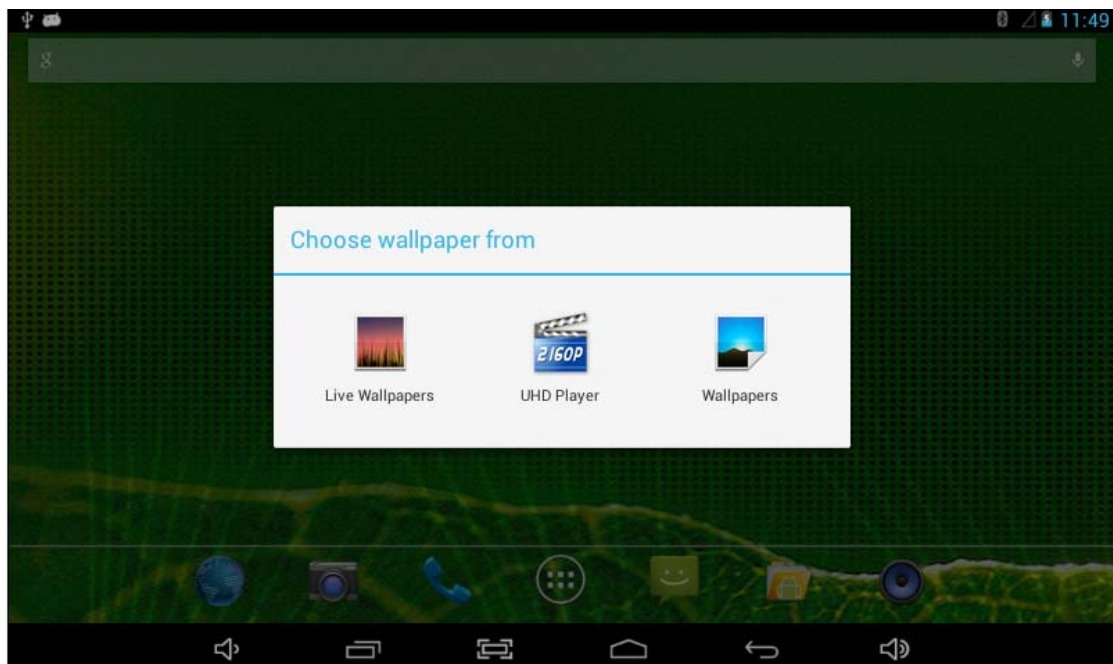 11:49
g
Choose wallpaper from
2160P
Live Wallpapers
UHD Player
Wallpapers